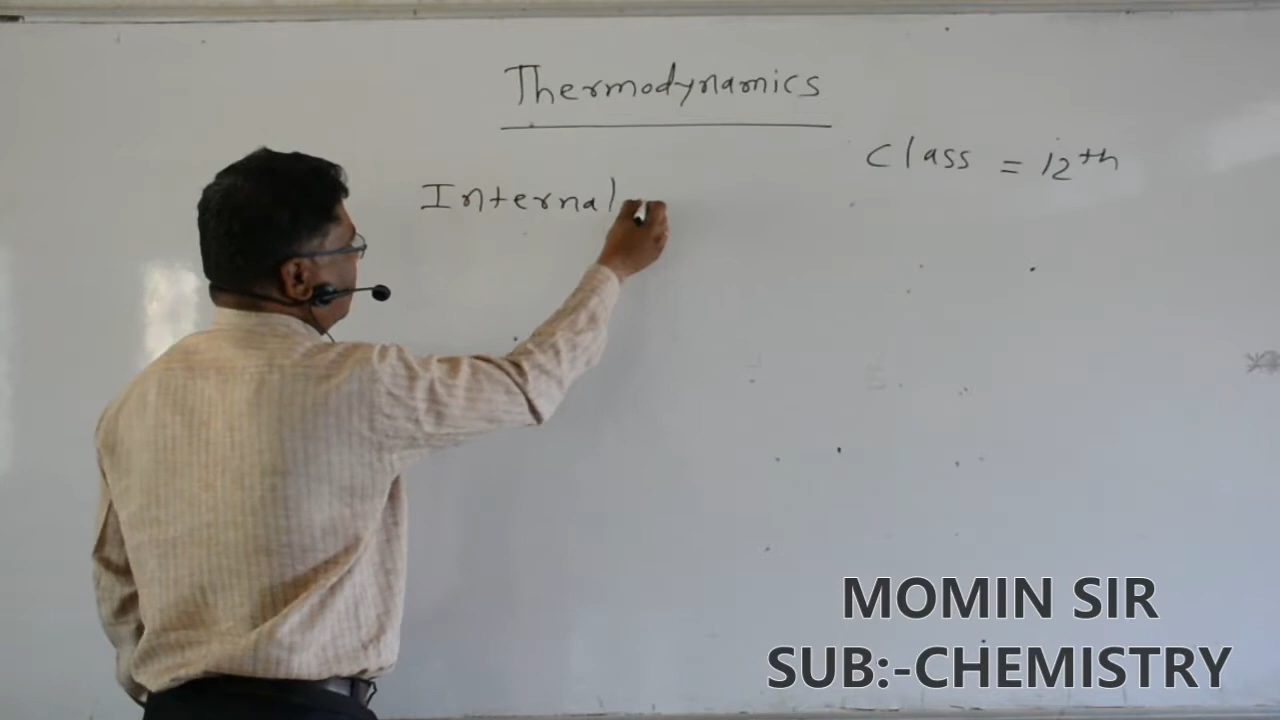 Thermodynamics
Class = 12th
Internal
MOMIN SIR
SUB:-CHEMISTRY